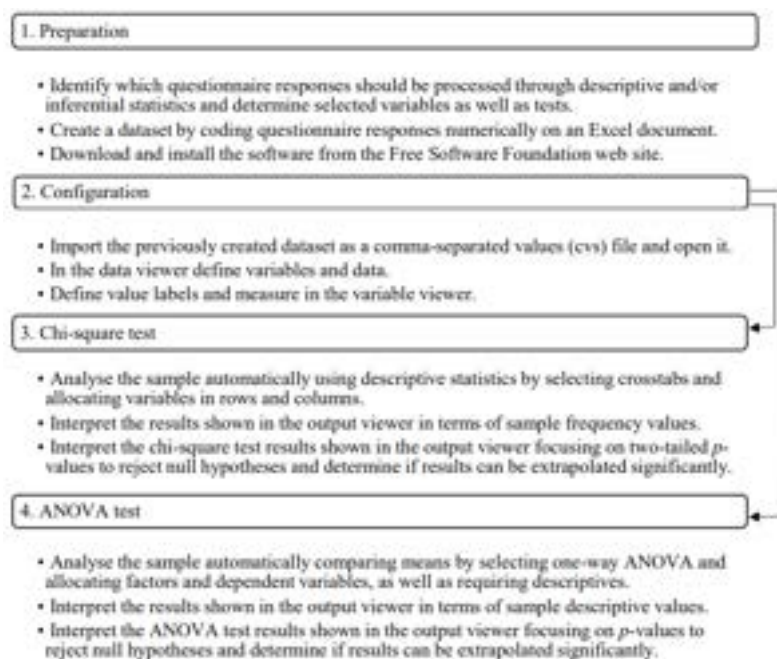 1. Preparation
• Identify which questionnaire responses should be processed through descriptive and/or
inferential statistics and determine selected variables as well as tests.
• Create a dataset by coding questionnaire responses numerically on an Excel document.
• Download and install the software from the Free Software Foundation web site.
2. Configuration
• Import the previously created dataset as a comma-separated values (cvs) file and open it.
• In the data viewer define variables and data.
• Define value labels and measure in the variable viewer.
3. Chi-square test
• Analyse the sample automatically using descriptive statistics by selecting crosstabs and
allocating variables in rows and columns.
• Interpret the results shown in the output viewer in terms of sample frequency values.
• Interpret the chi-square test results shown in the output viewer focusing on two-tailed p-
values to reject null hypotheses and determine if results can be extrapolated significantly.
4. ANOVA test
• Analyse the sample automatically comparing means by selecting one-way ANOVA and
allocating factors and dependent variables, as well as requiring descriptives.
• Interpret the results shown in the output viewer in terms of sample descriptive values.
• Interpret the ANOVA test results shown in the output viewer focusing on p-values to
reject null hypotheses and determine if results can be extrapolated significantly.